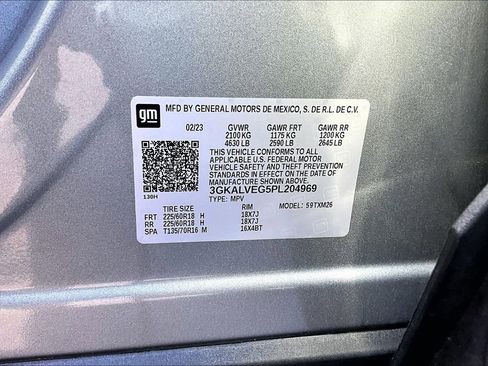 gm MFD BY GENERAL MOTORS DE MEXICO, S. DE R.L. DE C.V.
02/23 GVWR GAWR FRT GAWR RR
2100 KG 1175 KG 1200 KG
4630 LB 2590 LB 2645 LB
THIS VEHICLE CONFORMS TO ALL
APPLICABLE U.S. FEDERAL MOTOR
VEHICLE SAFETY AND THEFT PREVENTION
STANDARDS IN EFFECT ON THE DATE
OF MANUFACTURE SHOWN ABOVE.
3GKALVEG5PL204969
130H TYPE: MPV MODEL: 59TXM26
TIRE SIZE RIM
FRT 225/60R18 H 18X7J
RR 225/60R18 H 18X7J
SPA T135/70R16 M 16X4BT